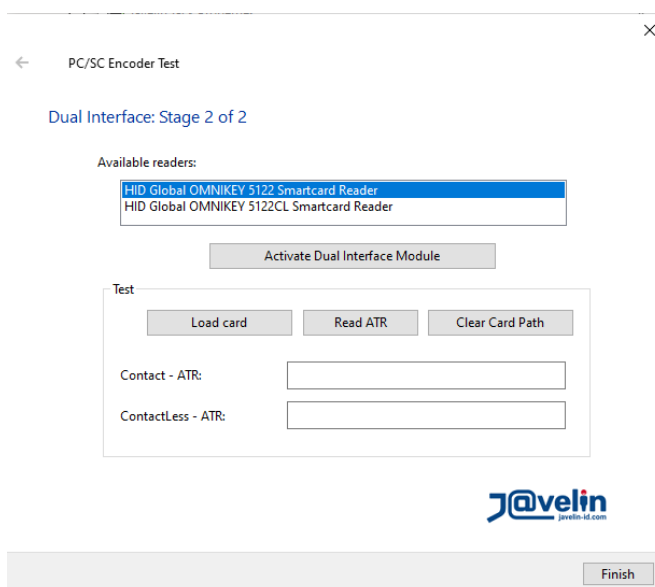 PC/SC Encoder Test
Dual Interface: Stage 2 of 2
Available readers:
HID Global OMNIKEY 5122 Smartcard Reader
HID Global OMNIKEY 5122CL Smartcard Reader
Activate Dual Interface Module
Test
Load card Read ATR Clear Card Path
Contact - ATR:
ContactLess - ATR:
J@velin
javelin-id.com
Finish